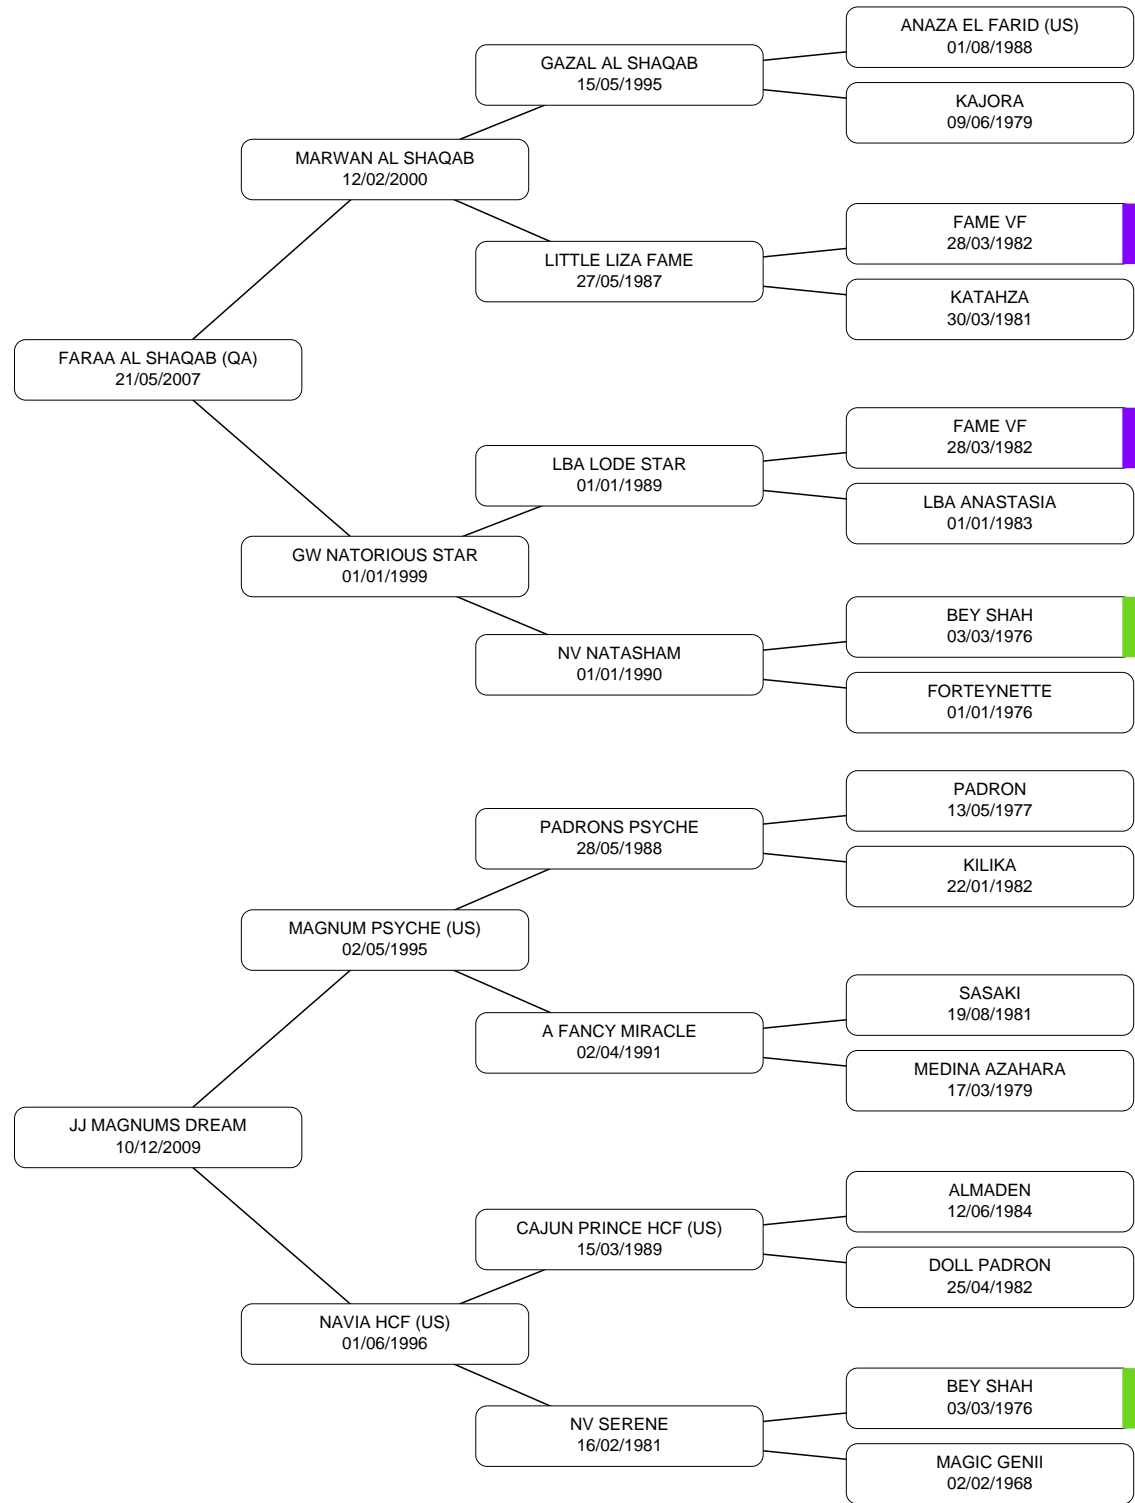 ANAZA EL FARID (US)
01/08/1988
GAZAL AL SHAQAB
15/05/1995
KAJORA
09/06/1979
MARWAN AL SHAQAB
12/02/2000
FAME VF
28/03/1982
LITTLE LIZA FAME
27/05/1987
KATAHZA
30/03/1981
FARAA AL SHAQAB (QA)
21/05/2007
FAME VF
28/03/1982
LBA LODE STAR
01/01/1989
LBA ANASTASIA
01/01/1983
GW NATORIOUS STAR
01/01/1999
BEY SHAH
03/03/1976
NV NATASHAM
01/01/1990
FORTEYNETTE
01/01/1976
PADRON
13/05/1977
PADRONS PSYCHE
28/05/1988
KILIKA
22/01/1982
MAGNUM PSYCHE (US)
02/05/1995
SASAKI
19/08/1981
A FANCY MIRACLE
02/04/1991
MEDINA AZAHARA
17/03/1979
JJ MAGNUMS DREAM
10/12/2009
ALMADEN
12/06/1984
CAJUN PRINCE HCF (US)
15/03/1989
DOLL PADRON
25/04/1982
NAVIA HCF (US)
01/06/1996
BEY SHAH
03/03/1976
NV SERENE
16/02/1981
MAGIC GENII
02/02/1968